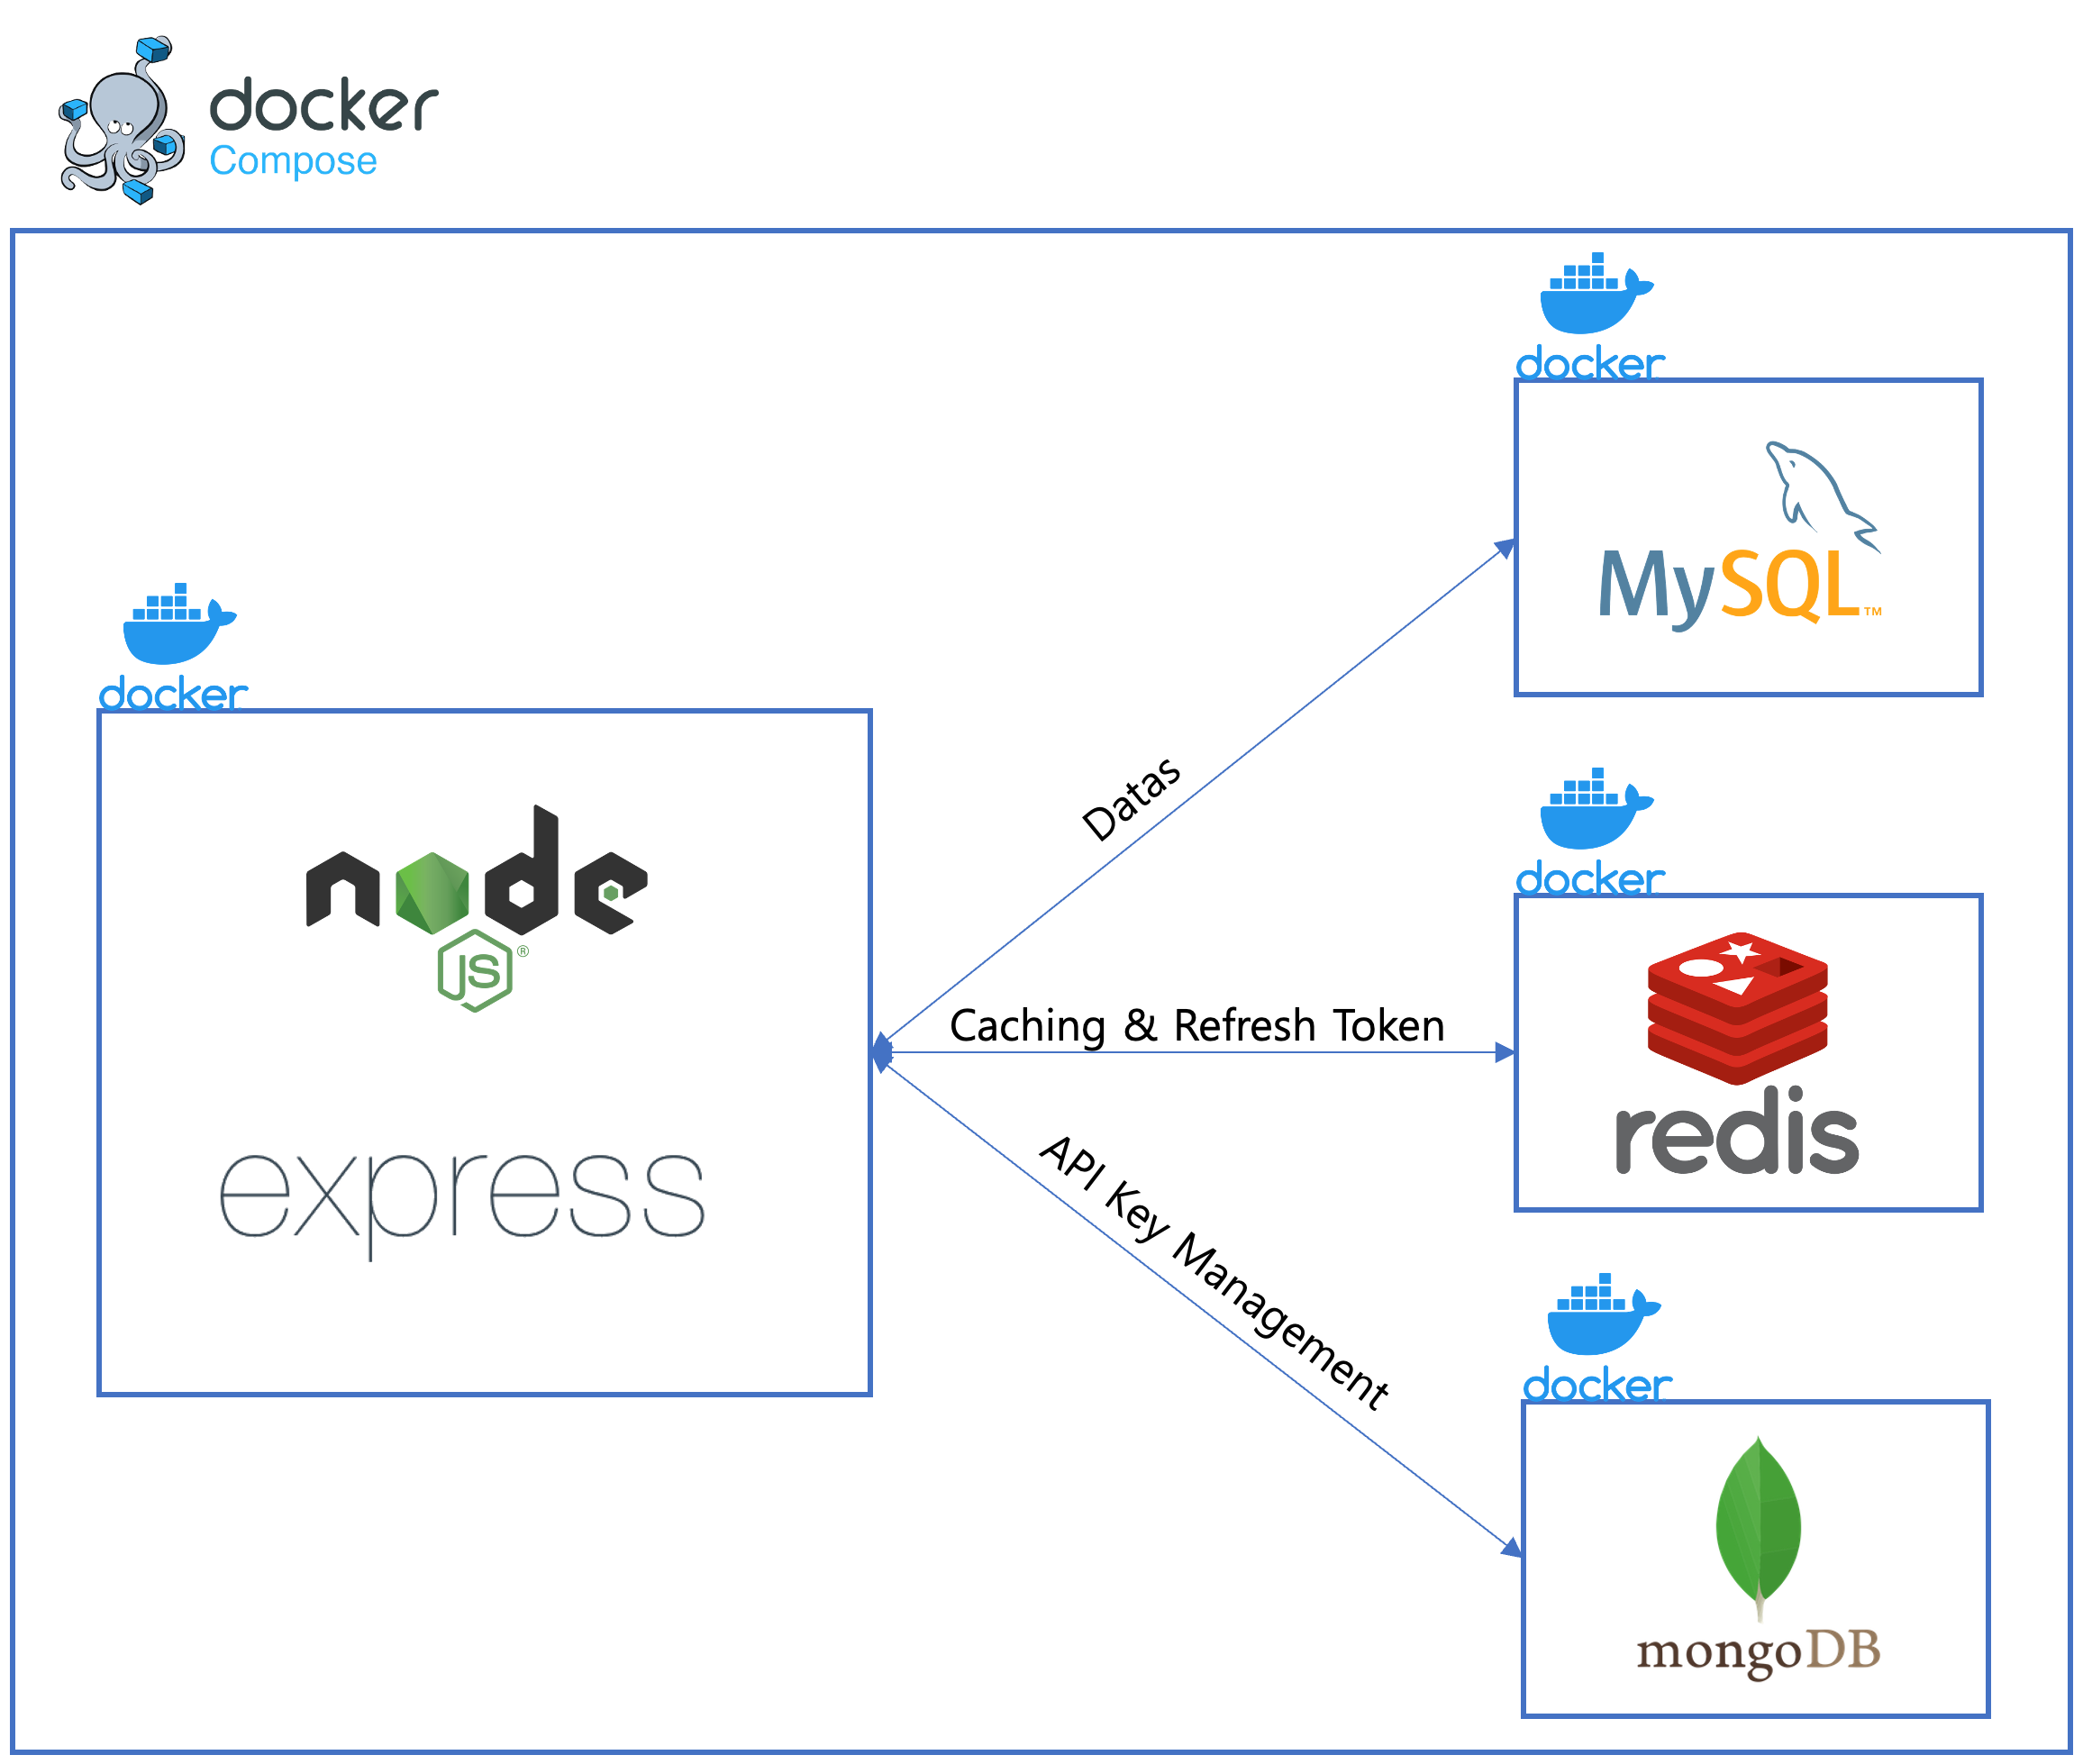 docker
Compose
docker
MySQL™
docker
node
JS®
express
Datas
Caching & Refresh Token
API Key Management
docker
redis
docker
mongoDB